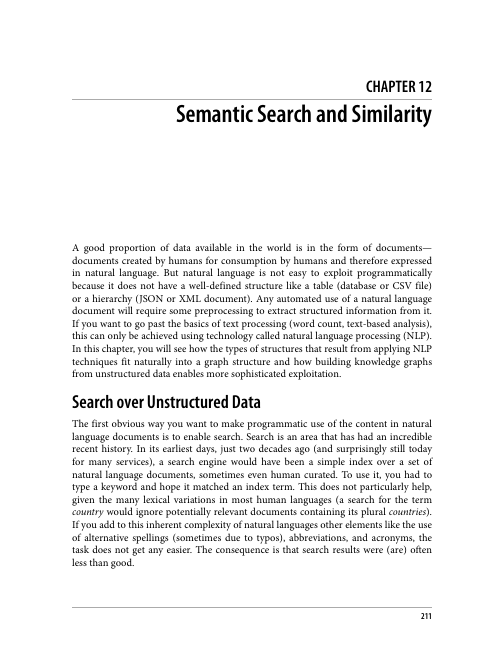 CHAPTER 12
Semantic Search and Similarity
A good proportion of data available in the world is in the form of documents—
documents created by humans for consumption by humans and therefore expressed
in natural language. But natural language is not easy to exploit programmatically
because it does not have a well-defined structure like a table (database or CSV file)
or a hierarchy (JSON or XML document). Any automated use of a natural language
document will require some preprocessing to extract structured information from it.
If you want to go past the basics of text processing (word count, text-based analysis),
this can only be achieved using technology called natural language processing (NLP).
In this chapter, you will see how the types of structures that result from applying NLP
techniques fit naturally into a graph structure and how building knowledge graphs
from unstructured data enables more sophisticated exploitation.
Search over Unstructured Data
The first obvious way you want to make programmatic use of the content in natural
language documents is to enable search. Search is an area that has had an incredible
recent history. In its earliest days, just two decades ago (and surprisingly still today
for many services), a search engine would have been a simple index over a set of
natural language documents, sometimes even human curated. To use it, you had to
type a keyword and hope it matched an index term. This does not particularly help,
given the many lexical variations in most human languages (a search for the term
country would ignore potentially relevant documents containing its plural countries).
If you add to this inherent complexity of natural languages other elements like the use
of alternative spellings (sometimes due to typos), abbreviations, and acronyms, the
task does not get any easier. The consequence is that search results were (are) often
less than good.
211